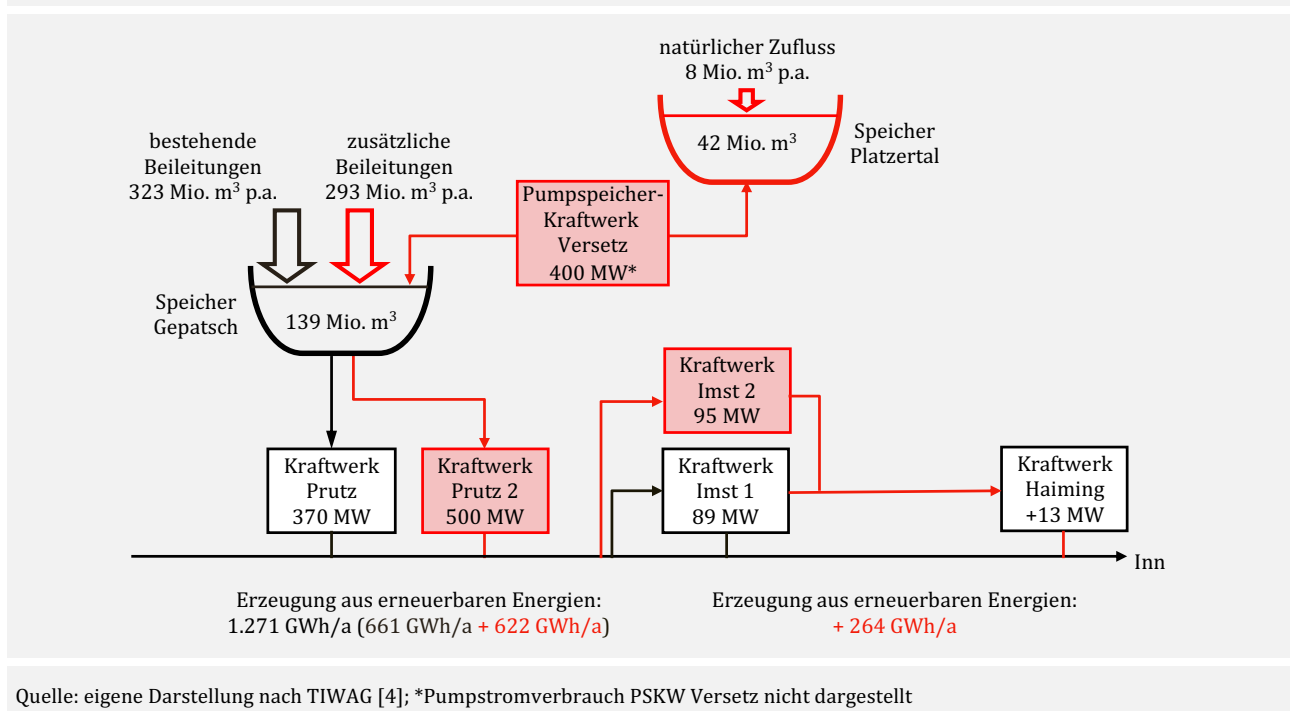 natürlicher Zufluss
8 Mio. m³ p.a.
42 Mio. m³
Speicher
Platzertal
bestehende
Beileitungen
323 Mio. m³ p.a.
zusätzliche
Beileitungen
293 Mio. m³ p.a.
Pumpspeicher-
Kraftwerk
Versetz
400 MW*
Speicher
Gepatsch
139 Mio. m³
Kraftwerk
Imst 2
95 MW
Kraftwerk
Prutz
370 MW
Kraftwerk
Prutz 2
500 MW
Kraftwerk
Imst 1
89 MW
Kraftwerk
Haiming
+13 MW
Inn
Erzeugung aus erneuerbaren Energien:
1.271 GWh/a (661 GWh/a + 622 GWh/a)
Erzeugung aus erneuerbaren Energien:
+ 264 GWh/a
Quelle: eigene Darstellung nach TIWAG [4]; *Pumpstromverbrauch PSKW Versetz nicht dargestellt